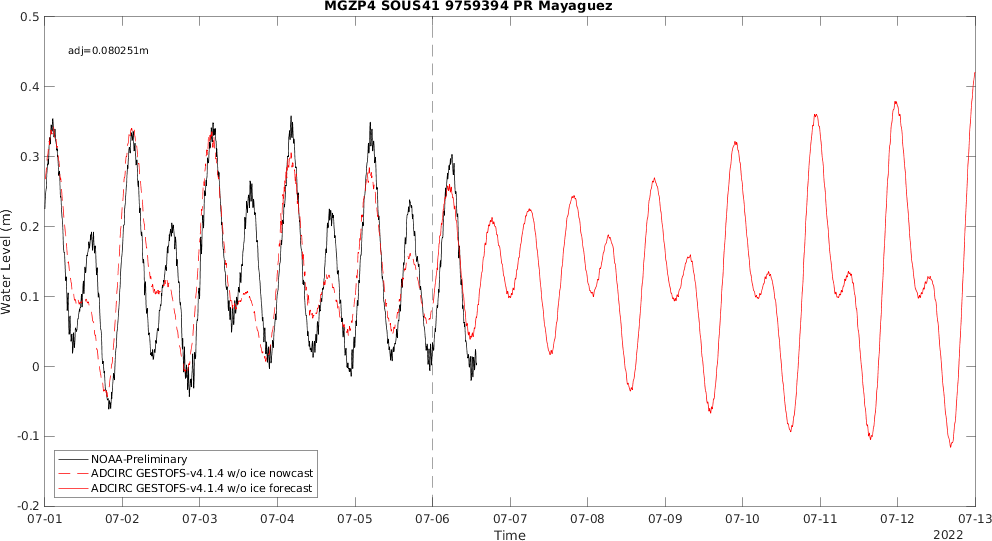 MGZP4 SOUS41 9759394 PR Mayaguez
0.5
adj=0.080251m
0.4
0.3
0.2
0.1
0
-0.1
-0.2
Water Level (m)
NOAA-Preliminary
ADCIRC GESTOFS-v4.1.4 w/o ice nowcast
ADCIRC GESTOFS-v4.1.4 w/o ice forecast
07-01 07-02 07-03 07-04 07-05 07-06 07-07 07-08 07-09 07-10 07-11 07-12 07-13
Time
2022